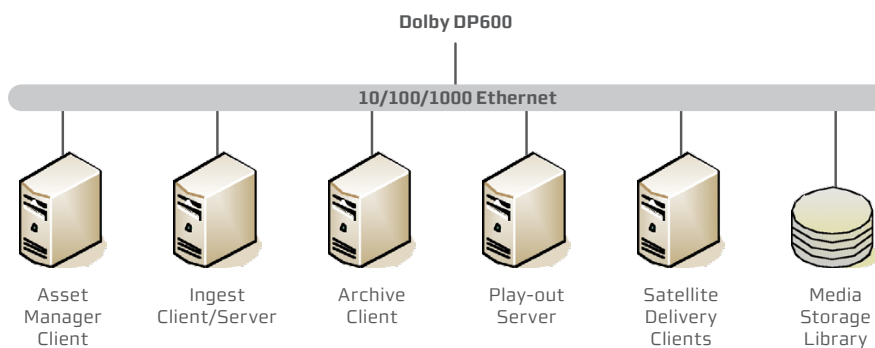 Dolby DP600
10/100/1000 Ethernet
Asset
Manager
Client
Ingest
Client/Server
Archive
Client
Play-out
Server
Satellite
Delivery
Clients
Media
Storage
Library